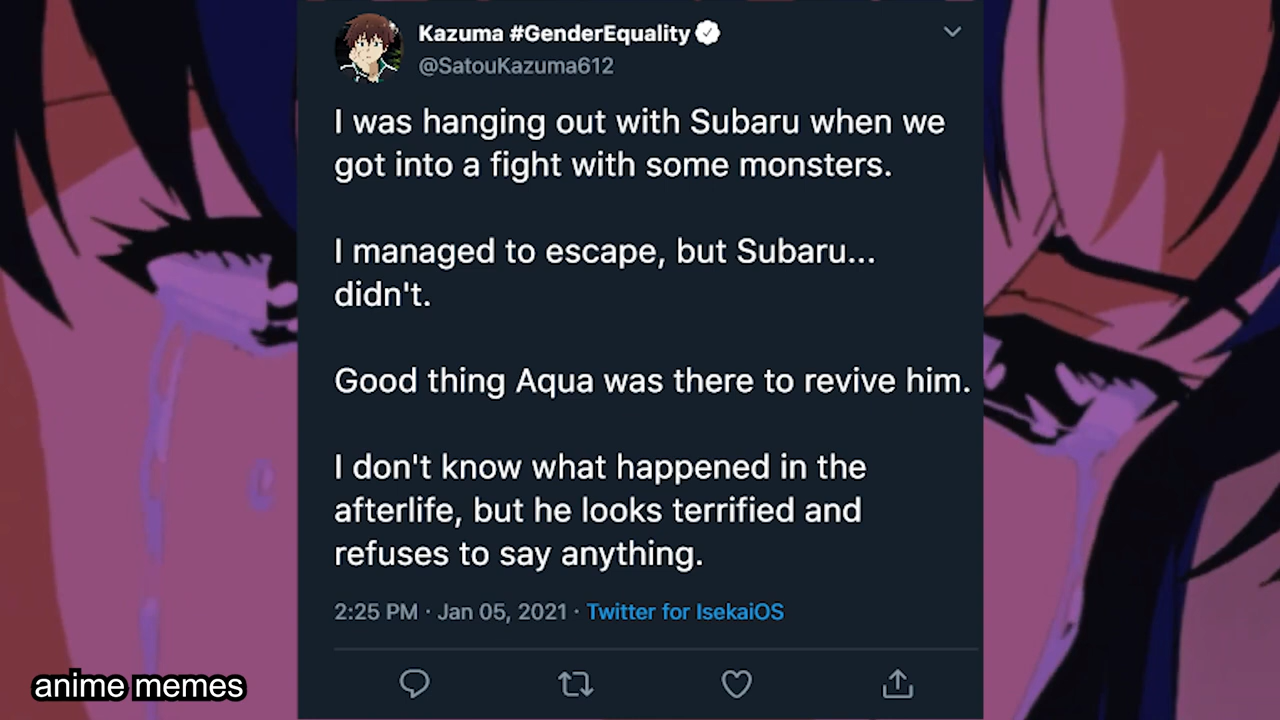 Kazuma #GenderEquality
@SatouKazuma612
I was hanging out with Subaru when we
got into a fight with some monsters.
I managed to escape, but Subaru...
didn't.
Good thing Aqua was there to revive him.
I don't know what happened in the
afterlife, but he looks terrified and
refuses to say anything.
2:25 PM · Jan 05, 2021 · Twitter for IsekaiOS
anime memes